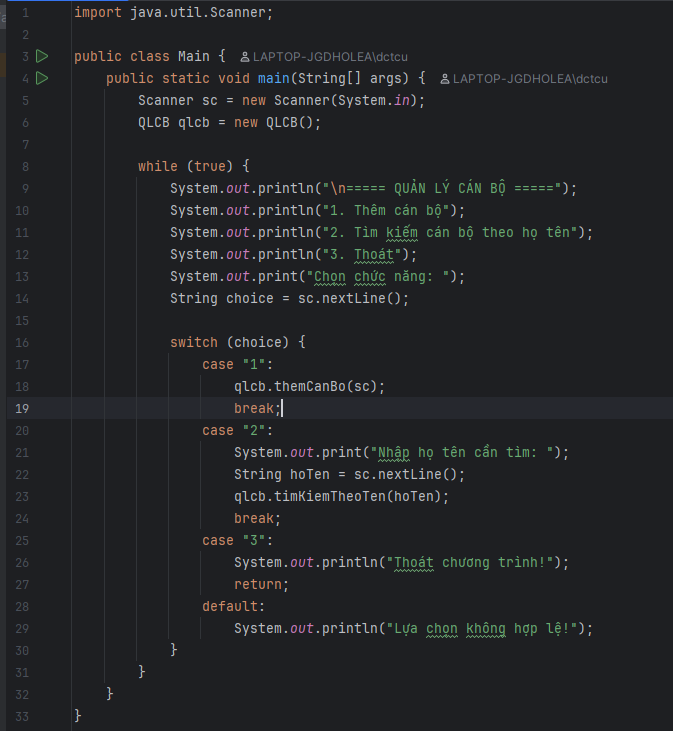 1 import java.util.Scanner;
2
3 public class Main { LAPTOP-JGDHOLEA\dctcu
4 public static void main(String[] args) { LAPTOP-JGDHOLEA\dctcu
5 Scanner sc = new Scanner(System.in);
6 QLCB qlcb = new QLCB();
7
8 while (true) {
9 System.out.println("\n===== QUẢN LÝ CÁN BỘ =====");
10 System.out.println("1. Thêm cán bộ");
11 System.out.println("2. Tìm kiếm cán bộ theo họ tên");
12 System.out.println("3. Thoát");
13 System.out.print("Chọn chức năng: ");
14 String choice = sc.nextLine();
15
16 switch (choice) {
17 case "1":
18 qlcb.themCanBo(sc);
19 break;
20 case "2":
21 System.out.print("Nhập họ tên cần tìm: ");
22 String hoTen = sc.nextLine();
23 qlcb.timKiemTheoTen(hoTen);
24 break;
25 case "3":
26 System.out.println("Thoát chương trình!");
27 return;
28 default:
29 System.out.println("Lựa chọn không hợp lệ!");
30 }
31 }
32 }
33 }